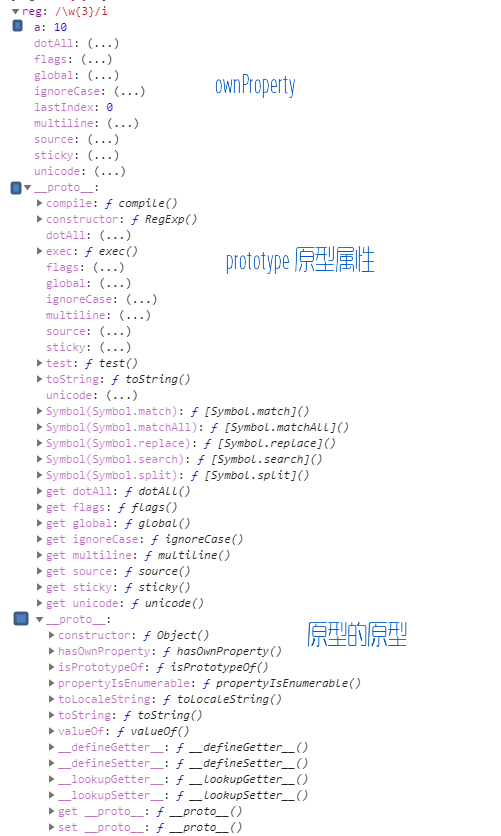 reg: /\w{3}/i
a: 10
dotAll: (...)
flags: (...)
global: (...)
ignoreCase: (...)
lastIndex: 0
multiline: (...)
source: (...)
sticky: (...)
unicode: (...)
ownProperty
__proto__:
compile: ƒ compile()
constructor: ƒ RegExp()
dotAll: (...)
exec: ƒ exec()
flags: (...)
global: (...)
ignoreCase: (...)
multiline: (...)
source: (...)
sticky: (...)
test: ƒ test()
toString: ƒ toString()
unicode: (...)
Symbol(Symbol.match): ƒ [Symbol.match]()
Symbol(Symbol.matchAll): ƒ [Symbol.matchAll]()
Symbol(Symbol.replace): ƒ [Symbol.replace]()
Symbol(Symbol.search): ƒ [Symbol.search]()
Symbol(Symbol.split): ƒ [Symbol.split]()
get dotAll: ƒ dotAll()
get flags: ƒ flags()
get global: ƒ global()
get ignoreCase: ƒ ignoreCase()
get multiline: ƒ multiline()
get source: ƒ source()
get sticky: ƒ sticky()
get unicode: ƒ unicode()
prototype 原型属性
__proto__:
constructor: ƒ Object()
hasOwnProperty: ƒ hasOwnProperty()
isPrototypeOf: ƒ isPrototypeOf()
propertyIsEnumerable: ƒ propertyIsEnumerable()
toLocaleString: ƒ toLocaleString()
toString: ƒ toString()
valueOf: ƒ valueOf()
__defineGetter__: ƒ __defineGetter__()
__defineSetter__: ƒ __defineSetter__()
__lookupGetter__: ƒ __lookupGetter__()
__lookupSetter__: ƒ __lookupSetter__()
get __proto__: ƒ __proto__()
set __proto__: ƒ __proto__()
原型的原型